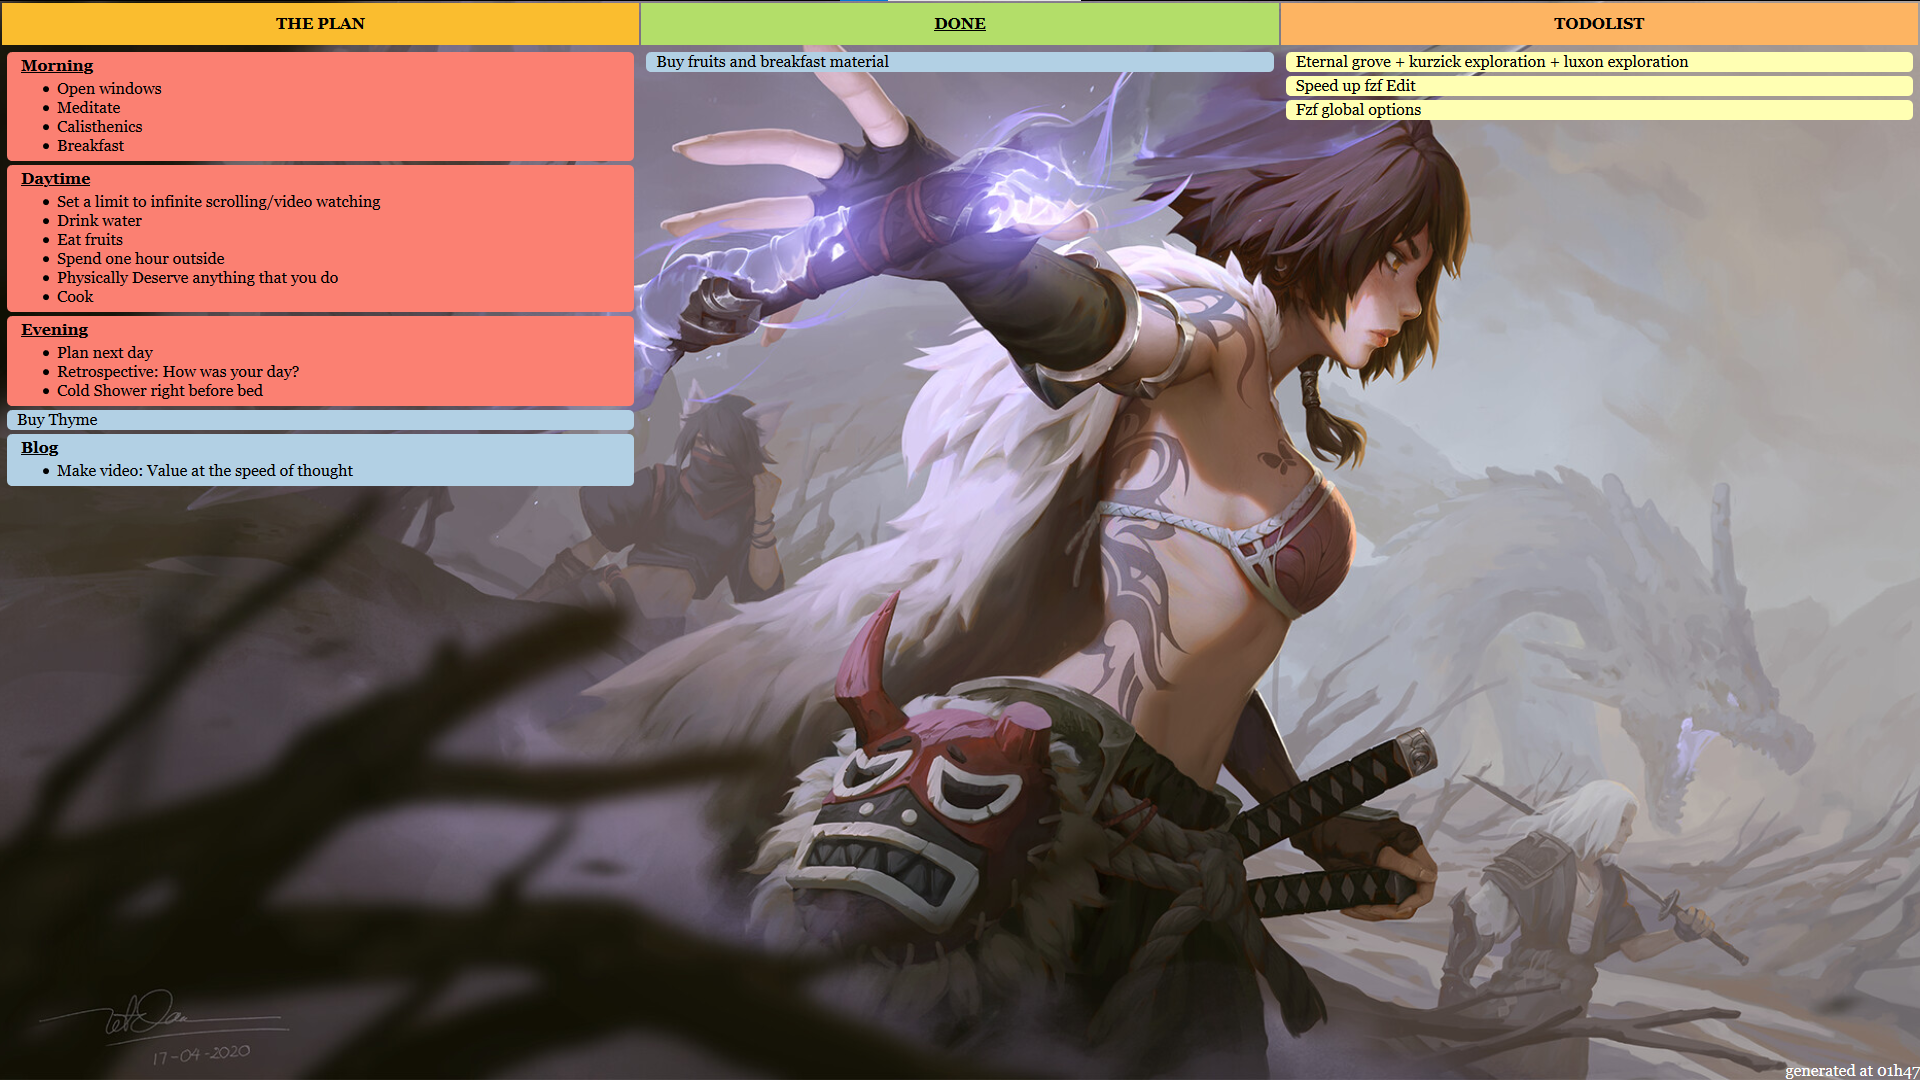 THE PLAN
DONE
TODOLIST
Morning
Open windows
Meditate
Calisthenics
Breakfast
Daytime
Set a limit to infinite scrolling/video watching
Drink water
Eat fruits
Spend one hour outside
Physically Deserve anything that you do
Cook
Evening
Plan next day
Retrospective: How was your day?
Cold Shower right before bed
Buy Thyme
Blog
Make video: Value at the speed of thought
Buy fruits and breakfast material
Eternal grove + kurzick exploration + luxon exploration
Speed up fzf Edit
Fzf global options
17-04-2020
generated at 01h47